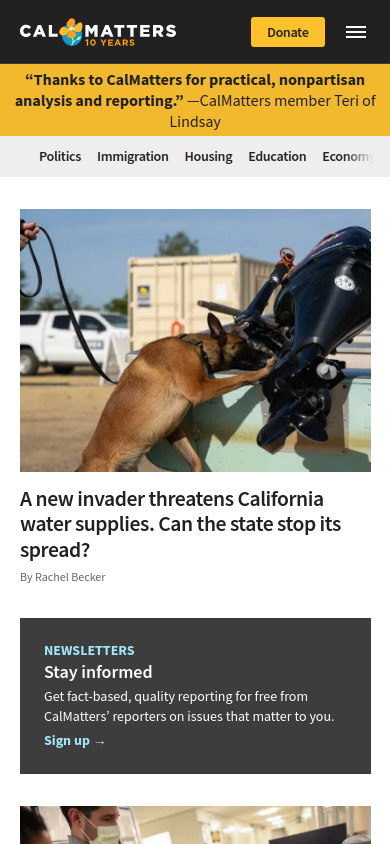 CALMATTERS
10 YEARS
Donate
“Thanks to CalMatters for practical, nonpartisan
analysis and reporting.” —CalMatters member Teri of
Lindsay
Politics Immigration Housing Education Economy
A new invader threatens California
water supplies. Can the state stop its
spread?
By Rachel Becker
NEWSLETTERS
Stay informed
Get fact-based, quality reporting for free from
CalMatters’ reporters on issues that matter to you.
Sign up →